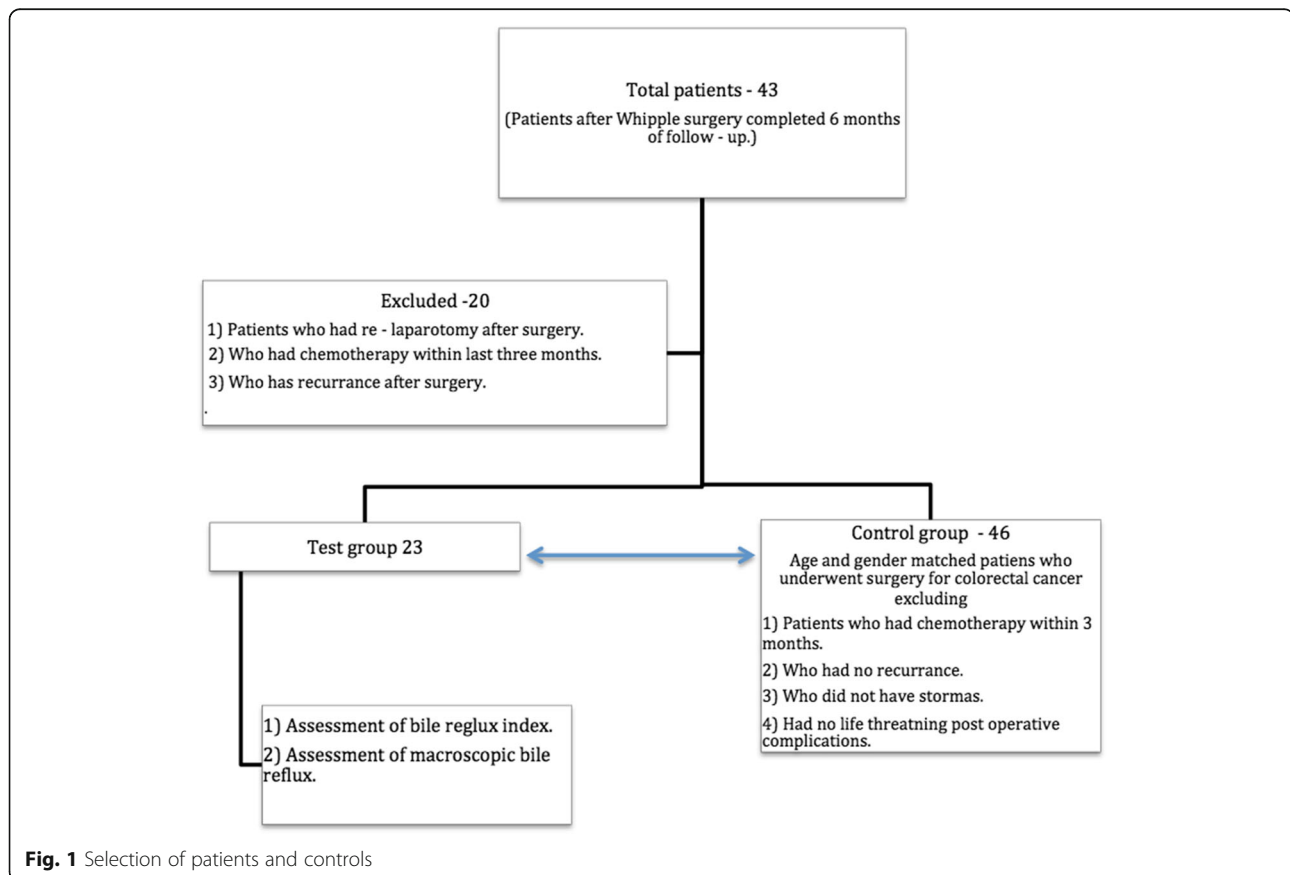 Total patients - 43
(Patients after Whipple surgery completed 6 months
of follow - up.)
Excluded -20
1) Patients who had re - laparotomy after surgery.
2) Who had chemotherapy within last three months.
3) Who has recurrance after surgery.
.
Test group 23
Control group - 46
Age and gender matched patiens who
underwent surgery for colorectal cancer
excluding
1) Patients who had chemotherapy within 3
months.
2) Who had no recurrance.
3) Who did not have stormas.
4) Had no life threatning post operative
complications.
1) Assessment of bile reglux index.
2) Assessment of macroscopic bile
reflux.
Fig. 1 Selection of patients and controls